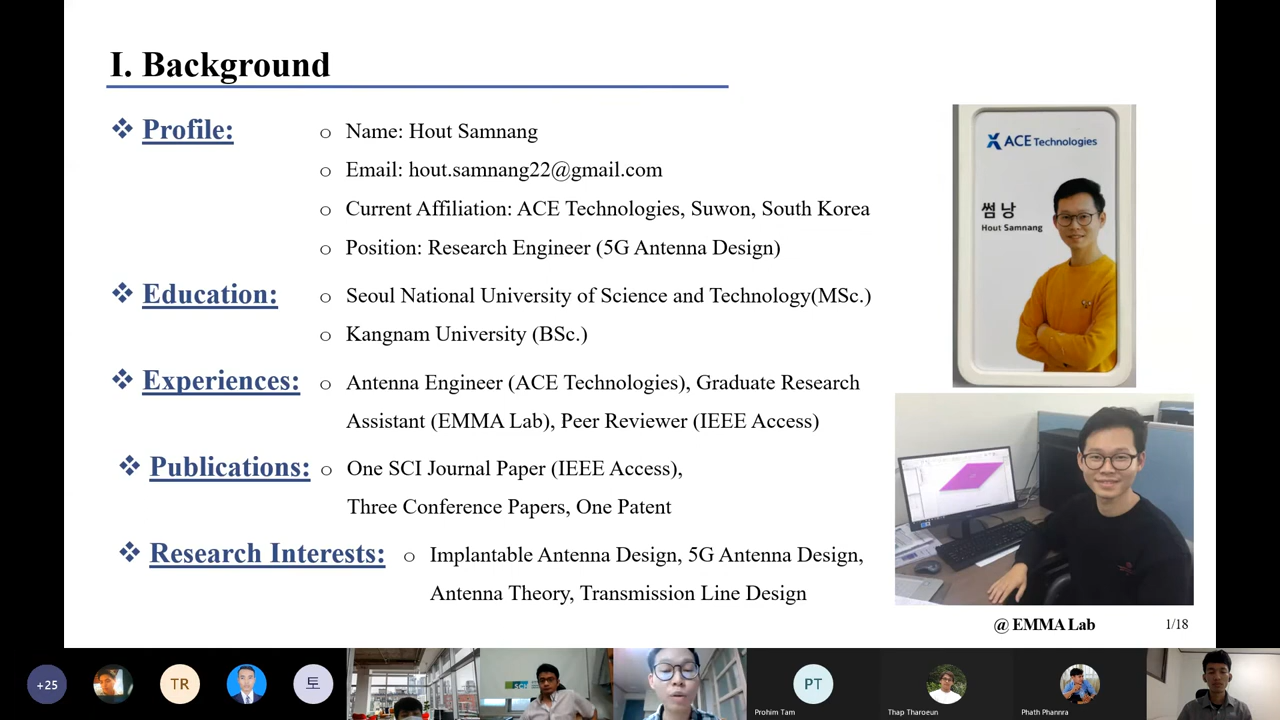 I. Background
❖ Profile:
o Name: Hout Samnang
o Email: hout.samnang22@gmail.com
o Current Affiliation: ACE Technologies, Suwon, South Korea
o Position: Research Engineer (5G Antenna Design)
❖ Education:
o Seoul National University of Science and Technology(MSc.)
o Kangnam University (BSc.)
❖ Experiences:
o Antenna Engineer (ACE Technologies), Graduate Research
Assistant (EMMA Lab), Peer Reviewer (IEEE Access)
❖ Publications:
o One SCI Journal Paper (IEEE Access),
Three Conference Papers, One Patent
❖ Research Interests:
o Implantable Antenna Design, 5G Antenna Design,
Antenna Theory, Transmission Line Design
ACE Technologies
썸낭
Hout Samnang
@ EMMA Lab
1/18
+25
TR
토
SCH
PT
Prohim Tam
Thap Tharoeun
Phath Phannra